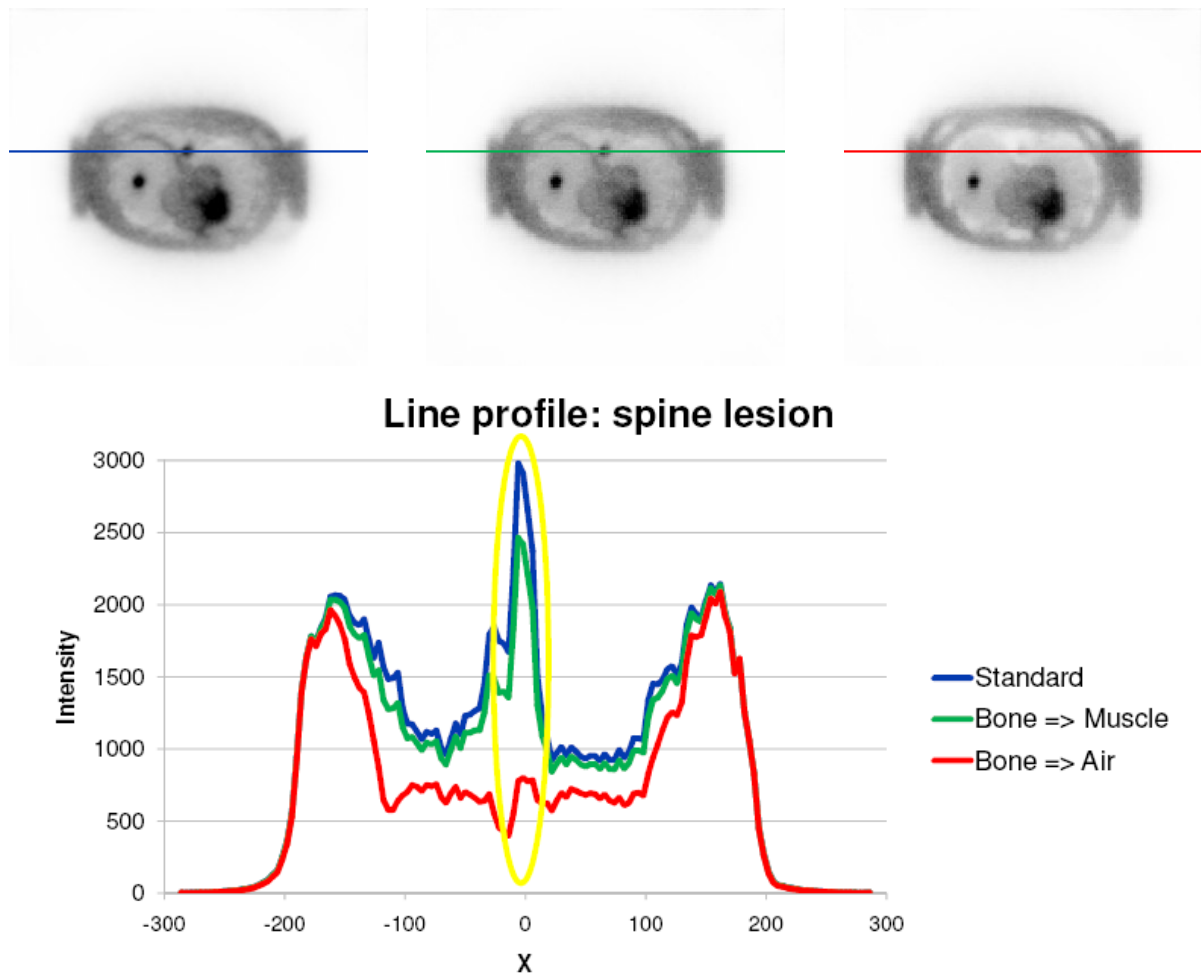 Line profile: spine lesion
3000
2500
2000
1500
1000
500
0
Intensity
-300
-200
-100
0
100
200
300
X
Standard
Bone => Muscle
Bone => Air